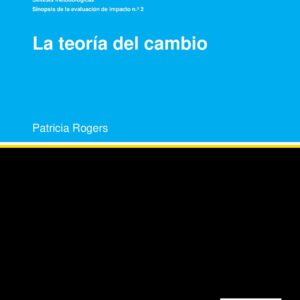 Síntesis metodológicas
Sinopsis de la evaluación de impacto n.º 2
La teoría del cambio
Patricia Rogers